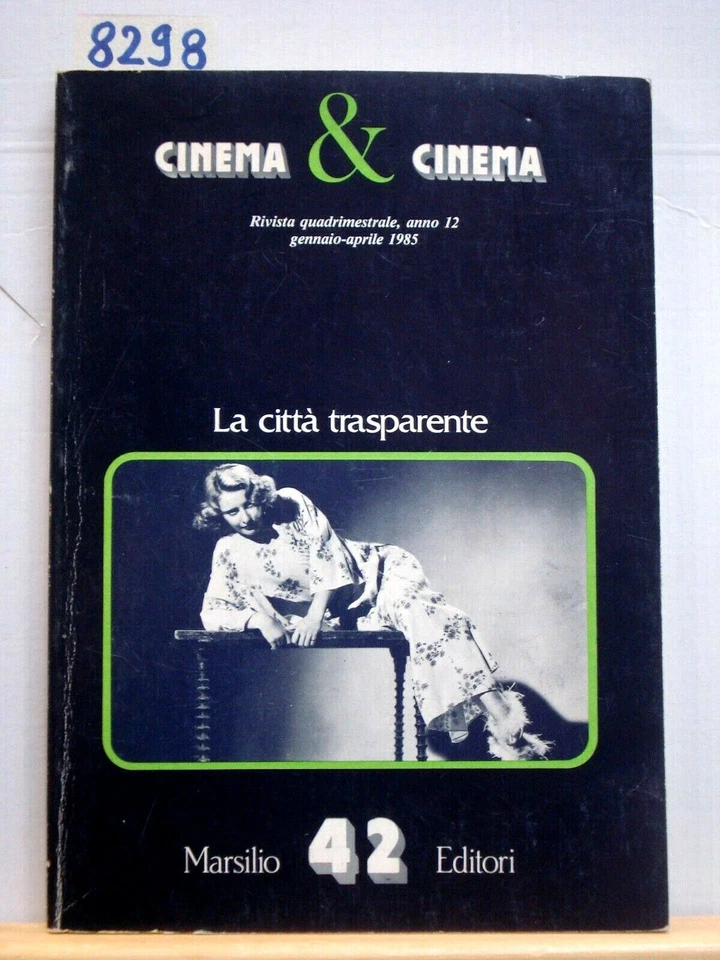 8298
CINEMA & CINEMA
Rivista quadrimestrale, anno 12
gennaio-aprile 1985
La città trasparente
Marsilio 42 Editori